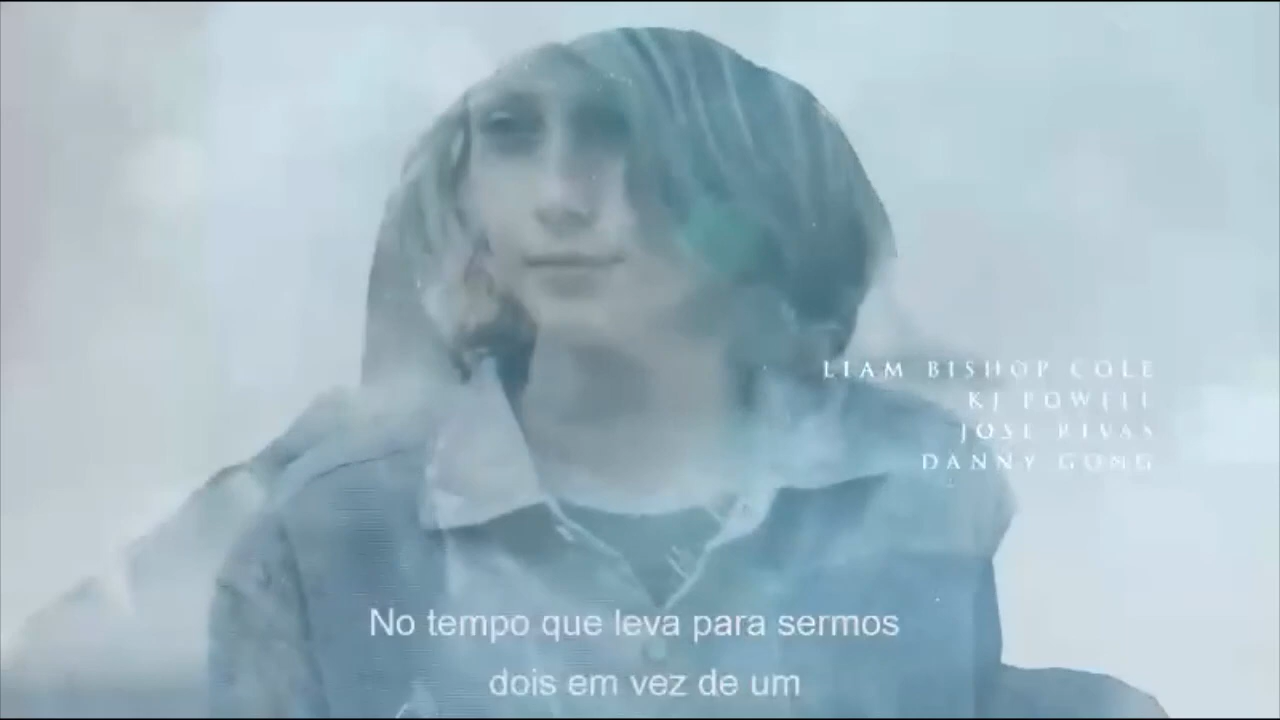 LIAM BISHOP COLE
KJ POWELL
JOSE RIVAS
DANNY GONG
No tempo que leva para sermos
dois em vez de um